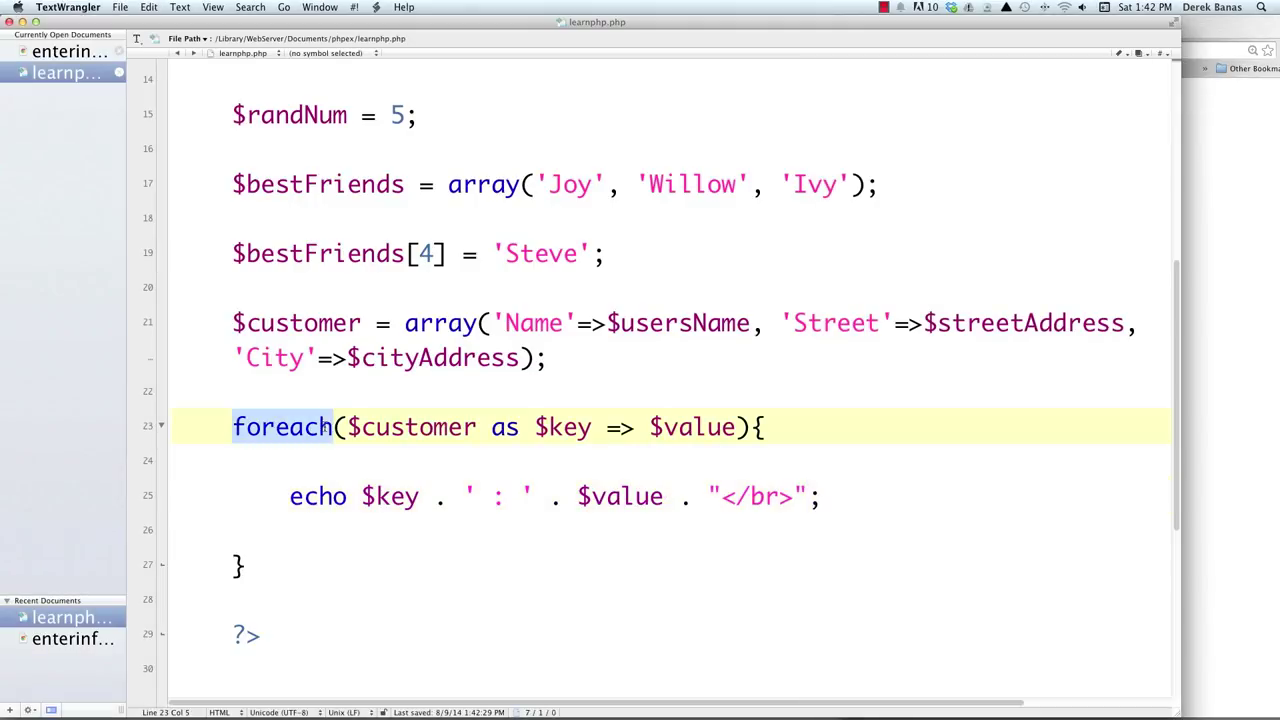 TextWrangler File Edit Text View Search Go Window #! Help 10 Sat 1:42 PM Derek Banas
learnphp.php
Currently Open Documents
enterin...
learnp...
File Path ▾ : /Library/WebServer/Documents/phpex/learnphp.php
learnphp.php (no symbol selected)
Other Bookma
14
15 $randNum = 5;
16
17 $bestFriends = array('Joy', 'Willow', 'Ivy');
18
19 $bestFriends[4] = 'Steve';
20
21 $customer = array('Name'=>$usersName, 'Street'=>$streetAddress,
'City'=>$cityAddress);
22
23 foreach($customer as $key => $value){
24
25 echo $key . ' : ' . $value . "</br>";
26
27 }
28
29 ?>
30
Recent Documents
learnph...
enterinf...
Line 23 Col 5 HTML Unicode (UTF-8) Unix (LF) Last saved: 8/9/14 1:42:29 PM 7 / 1 / 0